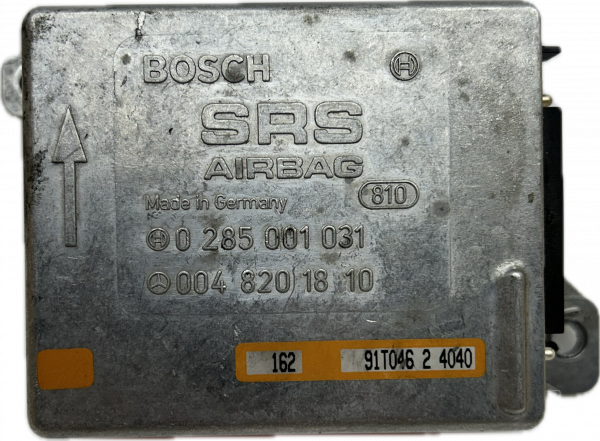 BOSCH
SRS
AIRBAG
Made in Germany 810
0 285 001 031
004 820 18 10
162 91T046 2 4040